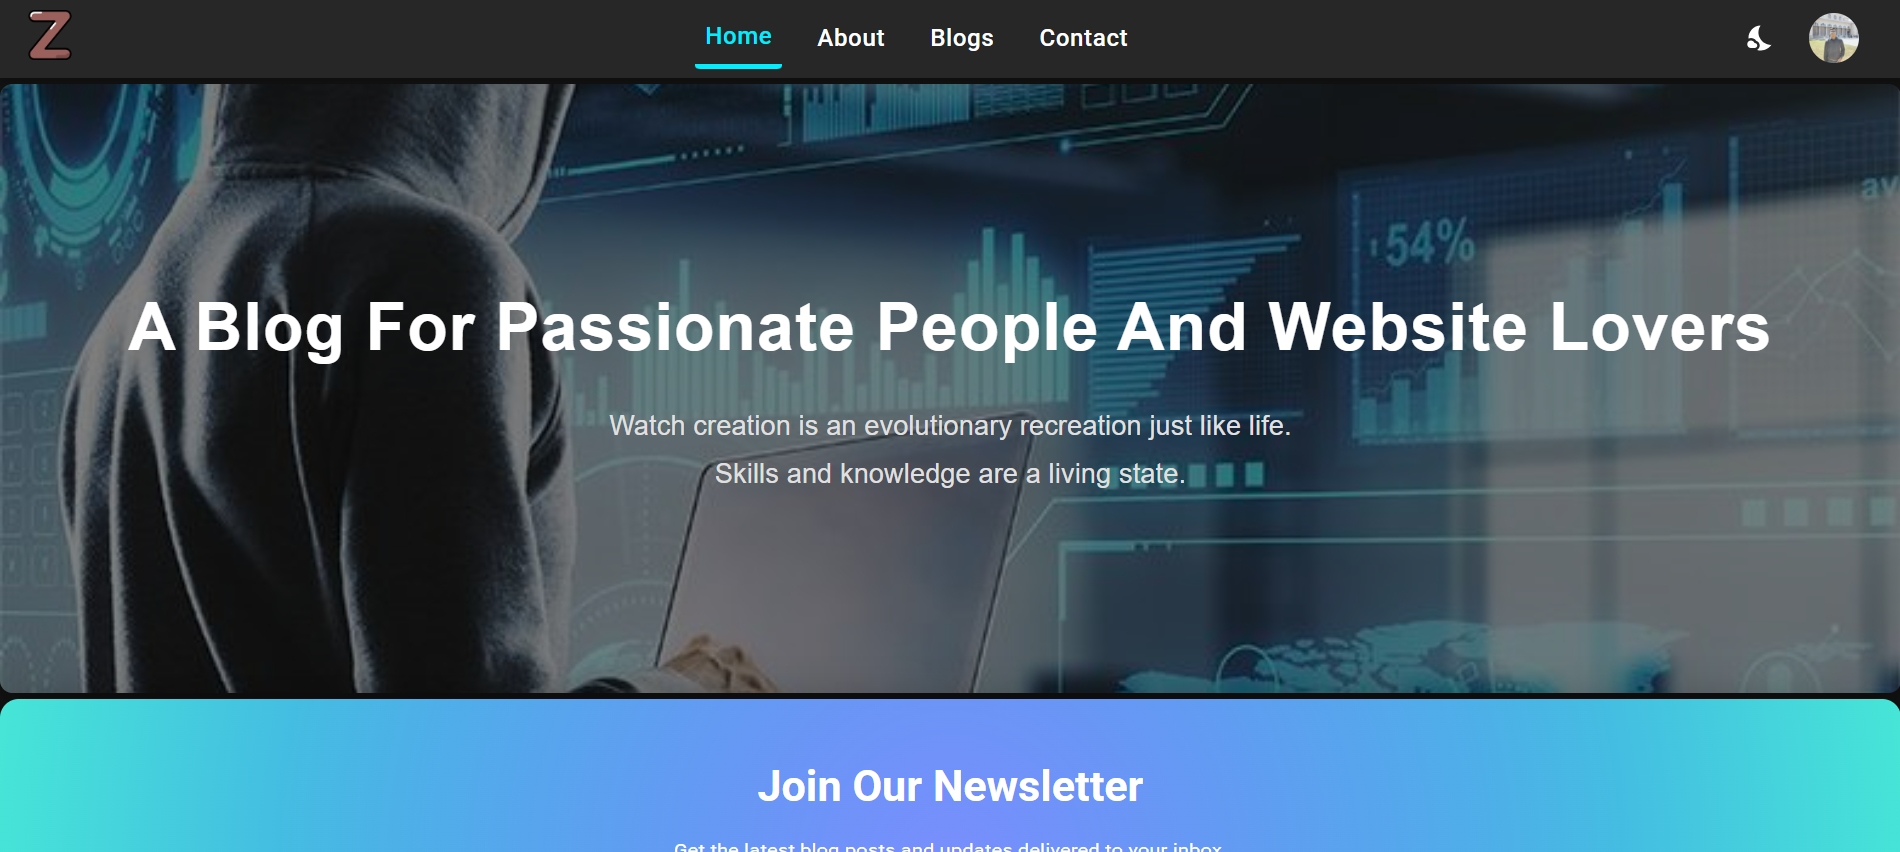 Z
Home About Blogs Contact
av
54%
A Blog For Passionate People And Website Lovers
Watch creation is an evolutionary recreation just like life.
Skills and knowledge are a living state.
Join Our Newsletter
Get the latest blog posts and updates delivered to your inbox